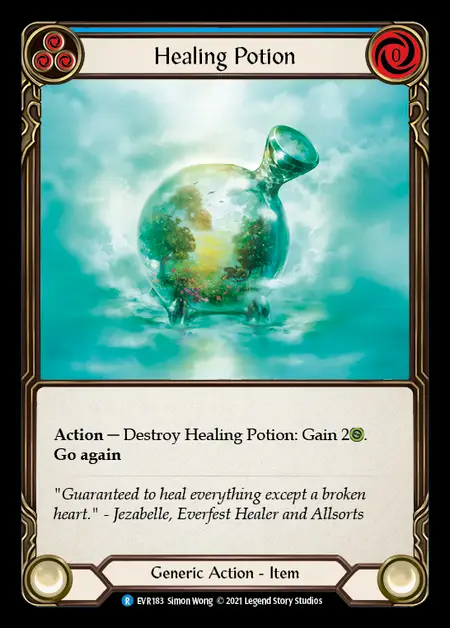 0
Healing Potion
Action — Destroy Healing Potion: Gain 2.
Go again
"Guaranteed to heal everything except a broken
heart." - Jezabelle, Everfest Healer and Allsorts
Generic Action - Item
R EVR183 Simon Wong © 2021 Legend Story Studios